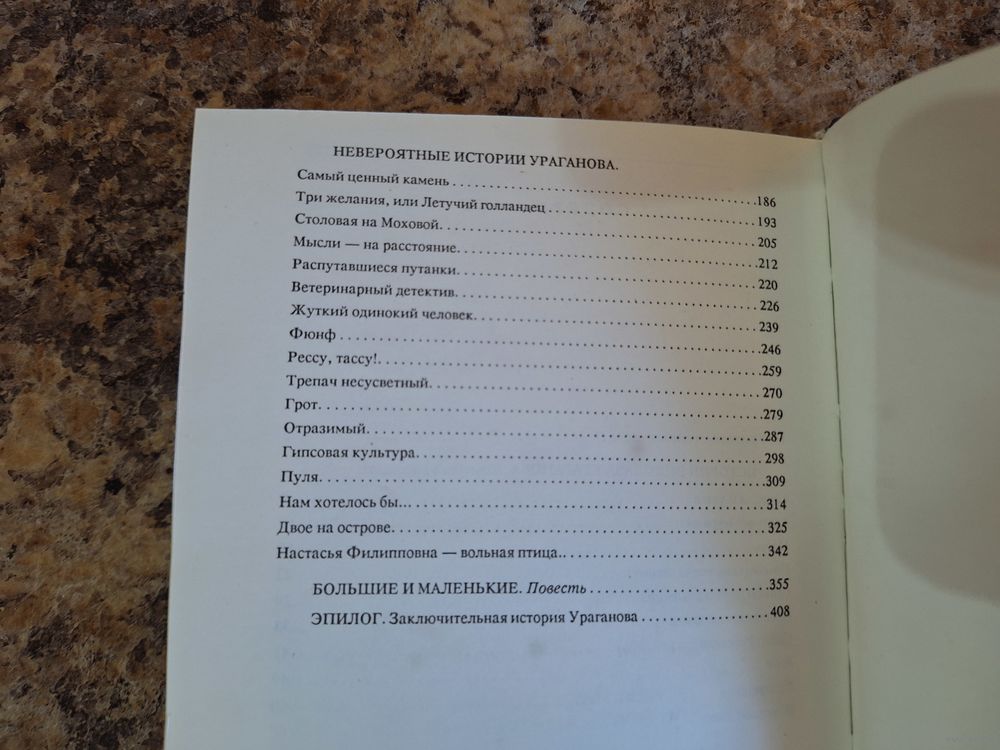 НЕВЕРОЯТНЫЕ ИСТОРИИ УРАГАНОВА.
Самый ценный камень . . . . . . . . . . . . . . . . . . . . . . . . . . . . . .186
Три желания, или Летучий голландец . . . . . . . . . . . . . . . . . . . . .193
Столовая на Моховой. . . . . . . . . . . . . . . . . . . . . . . . . . . . . .205
Мысли — на расстояние. . . . . . . . . . . . . . . . . . . . . . . . . . . . .212
Распутавшиеся путанки. . . . . . . . . . . . . . . . . . . . . . . . . . . . .220
Ветеринарный детектив. . . . . . . . . . . . . . . . . . . . . . . . . . . . .226
Жуткий одинокий человек. . . . . . . . . . . . . . . . . . . . . . . . . . . .239
Фюнф . . . . . . . . . . . . . . . . . . . . . . . . . . . . . . . . . . . . .246
Рессу, тассу!. . . . . . . . . . . . . . . . . . . . . . . . . . . . . . . . .259
Трепач несусветный. . . . . . . . . . . . . . . . . . . . . . . . . . . . . .270
Грот. . . . . . . . . . . . . . . . . . . . . . . . . . . . . . . . . . . . .279
Отразимый. . . . . . . . . . . . . . . . . . . . . . . . . . . . . . . . . . .287
Гипсовая культура. . . . . . . . . . . . . . . . . . . . . . . . . . . . . . .298
Пуля. . . . . . . . . . . . . . . . . . . . . . . . . . . . . . . . . . . . .309
Нам хотелось бы... . . . . . . . . . . . . . . . . . . . . . . . . . . . . . .314
Двое на острове. . . . . . . . . . . . . . . . . . . . . . . . . . . . . . . .325
Настасья Филипповна — вольная птица.. . . . . . . . . . . . . . . . . . . . .342
БОЛЬШИЕ И МАЛЕНЬКИЕ. Повесть . . . . . . . . . . . . . . . . . .355
ЭПИЛОГ. Заключительная история Ураганова . . . . . . . . . . . . .408